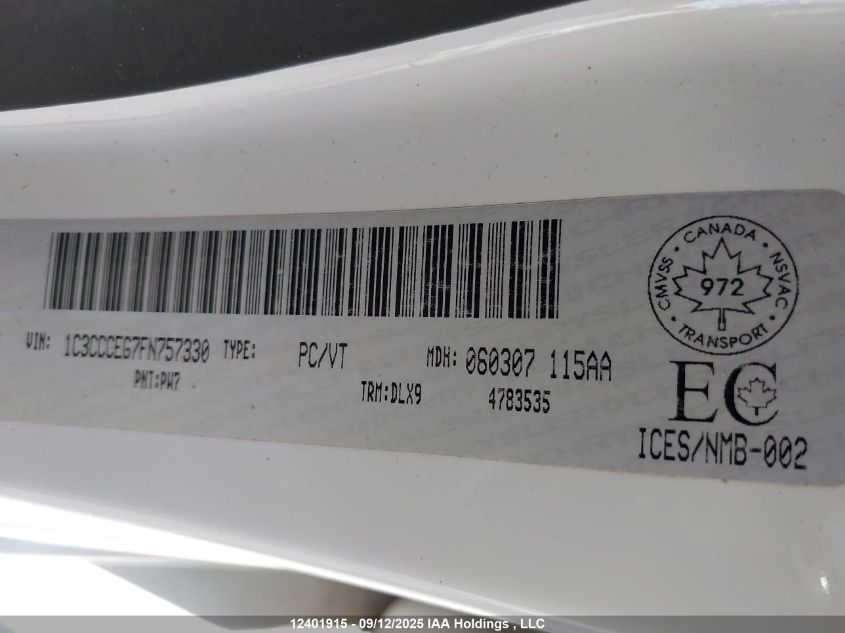 CANADA
CMVSS
NSVAC
972
TRANSPORT
VIN: 1C3CCCEG7FN757330 TYPE: PC/VT MDH: 060307 115AA
PNT:PW7 TRM:DLX9 4783535
EC
ICES/NMB-002
12401915 - 09/12/2025 IAA Holdings , LLC